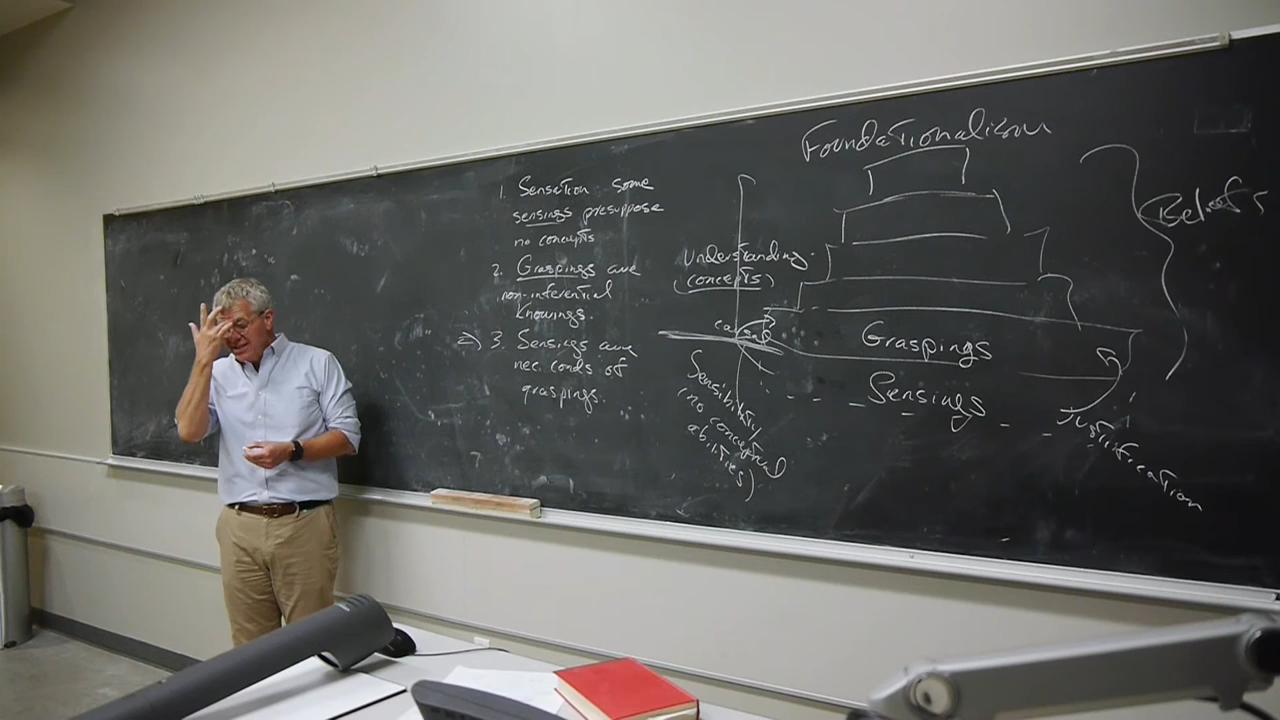 1. Sensation some
sensings presuppose
no concepts
2. Graspings are
non-inferential
knowings.
=> 3. Sensings are
nec. conds of
graspings.
Understanding
(concepts)
causal
Sensibility
(no conceptual
abilities)
Foundationalism
Graspings
Sensings
Beliefs
Justification